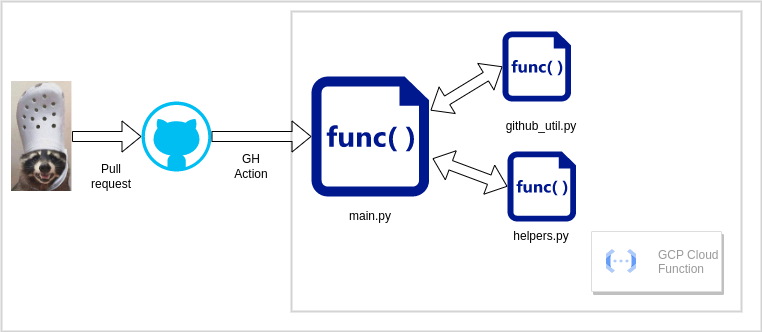 Pull
request
GH
Action
func( )
main.py
func( )
github_util.py
func( )
helpers.py
GCP Cloud
Function